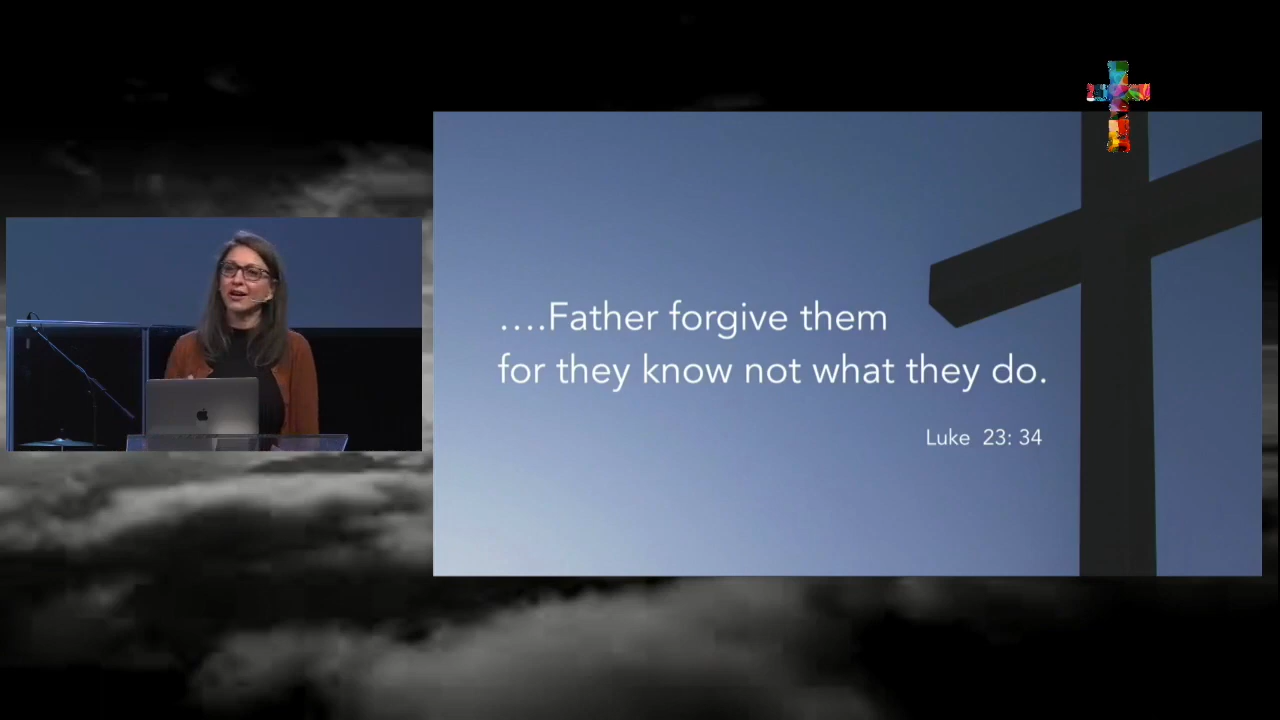 ....Father forgive them
for they know not what they do.
Luke 23: 34